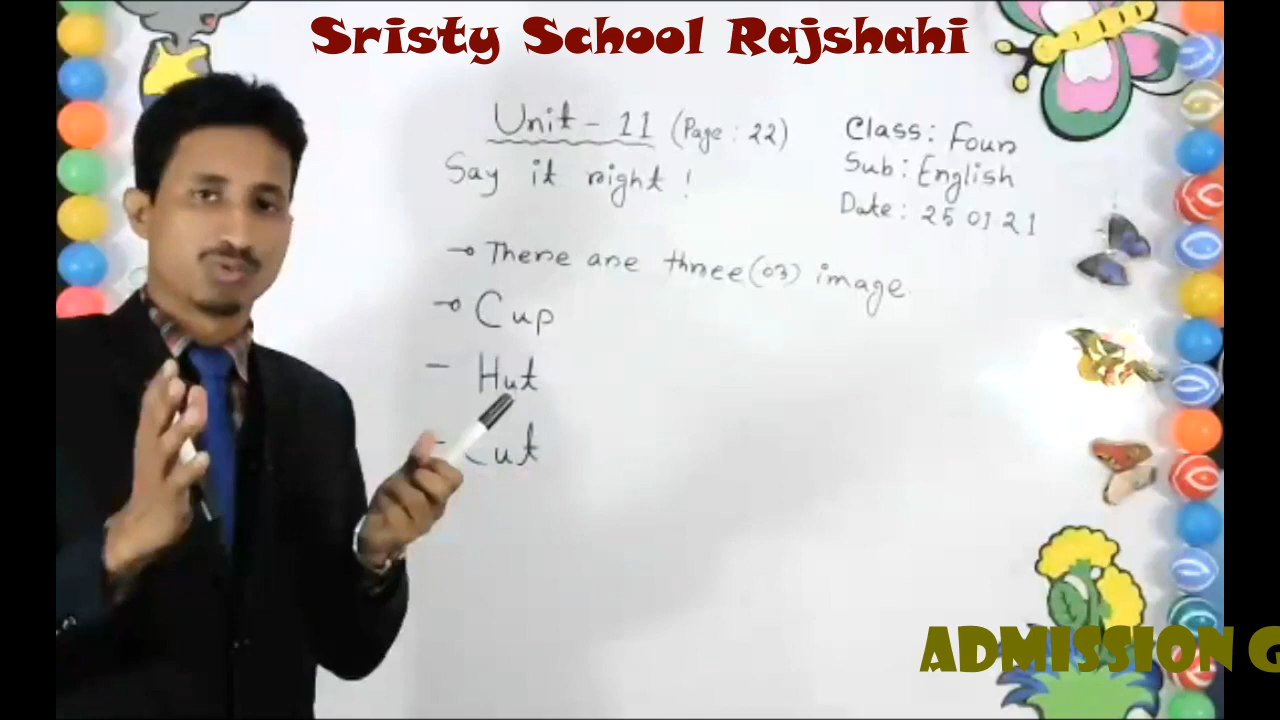 Sristy School Rajshahi
Unit - 11 (Page : 22)
Say it right !
Class : Four
Sub : English
Date : 25 01 21
There are three (03) image.
Cup
- Hut
- Cut
ADMISSION G